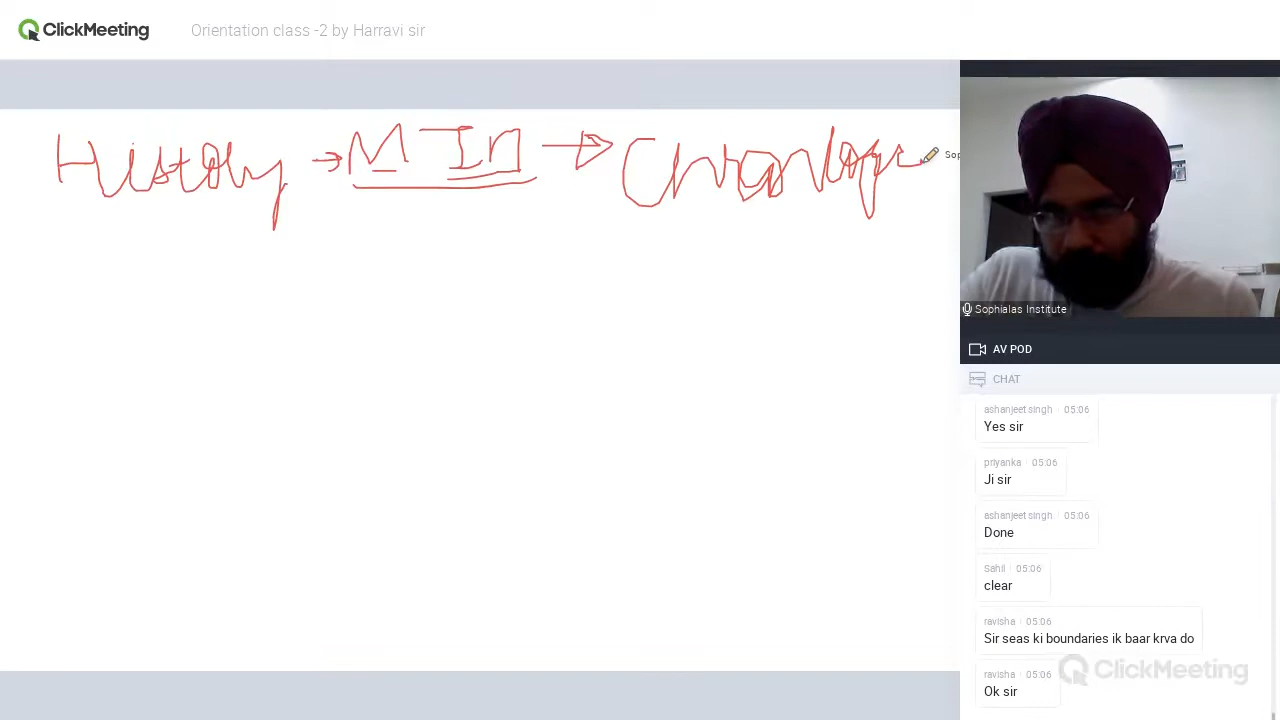 ClickMeeting
Orientation class -2 by Harravi sir
History → M I n →
Sop
Sophialas Institute
AV POD
CHAT
ashanjeet singh · 05:06
Yes sir
priyanka · 05:06
Ji sir
ashanjeet singh · 05:06
Done
Sahil · 05:06
clear
ravisha · 05:06
Sir seas ki boundaries ik baar krva do
ravisha · 05:06
Ok sir
ClickMeeting